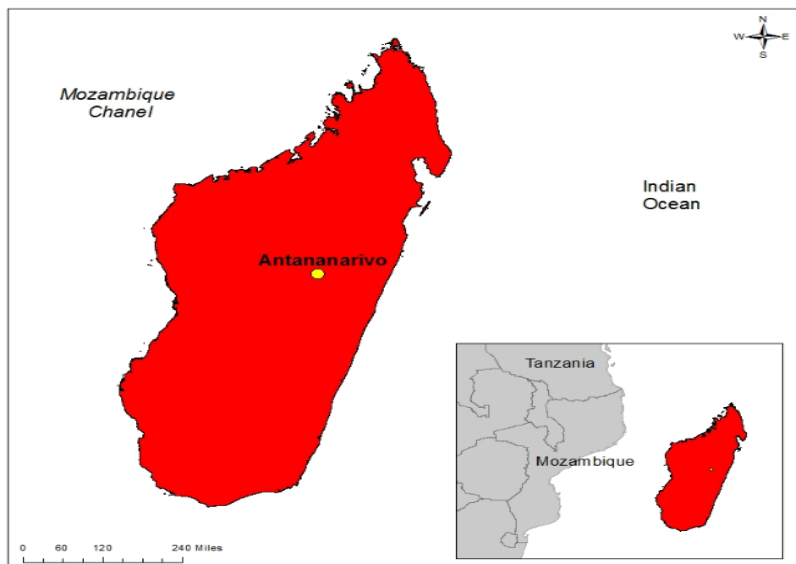 N
W E
S
Mozambique
Chanel
Indian
Ocean
Antananarivo
Tanzania
Mozambique
0 60 120 240 Miles